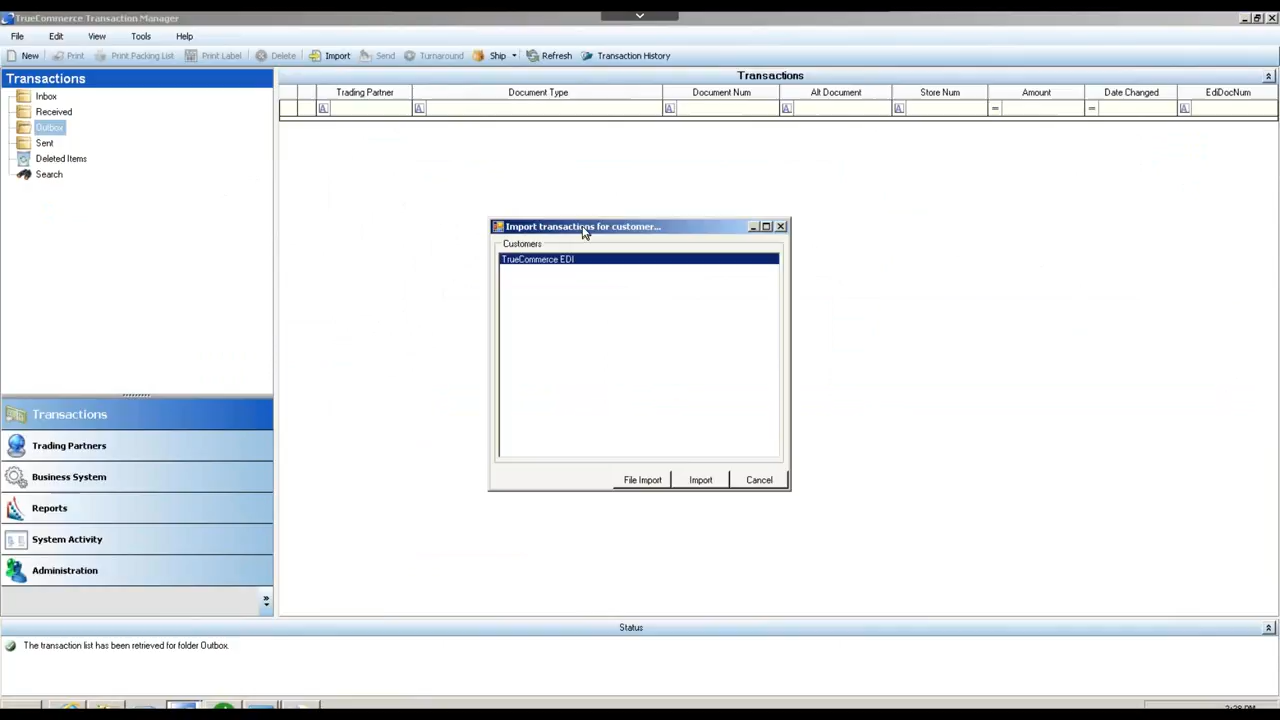 TrueCommerce Transaction Manager
File Edit View Tools Help
New Print Print Packing List Print Label Delete Import Send Turnaround Ship Refresh Transaction History
Transactions
Inbox
Received
Outbox
Sent
Deleted Items
Search
Transactions
Trading Partner Document Type Document Num Alt Document Store Num Amount Date Changed EdiDocNum
A A A A A = = A
Import transactions for customer...
Customers
TrueCommerce EDI
File Import Import Cancel
Transactions
Trading Partners
Business System
Reports
System Activity
Administration
Status
The transaction list has been retrieved for folder Outbox.